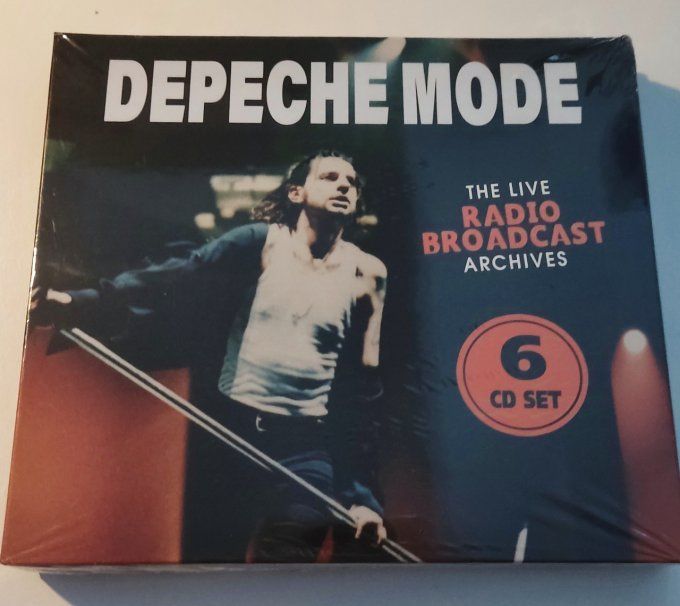 DEPECHE MODE
THE LIVE
RADIO
BROADCAST
ARCHIVES
6
CD SET